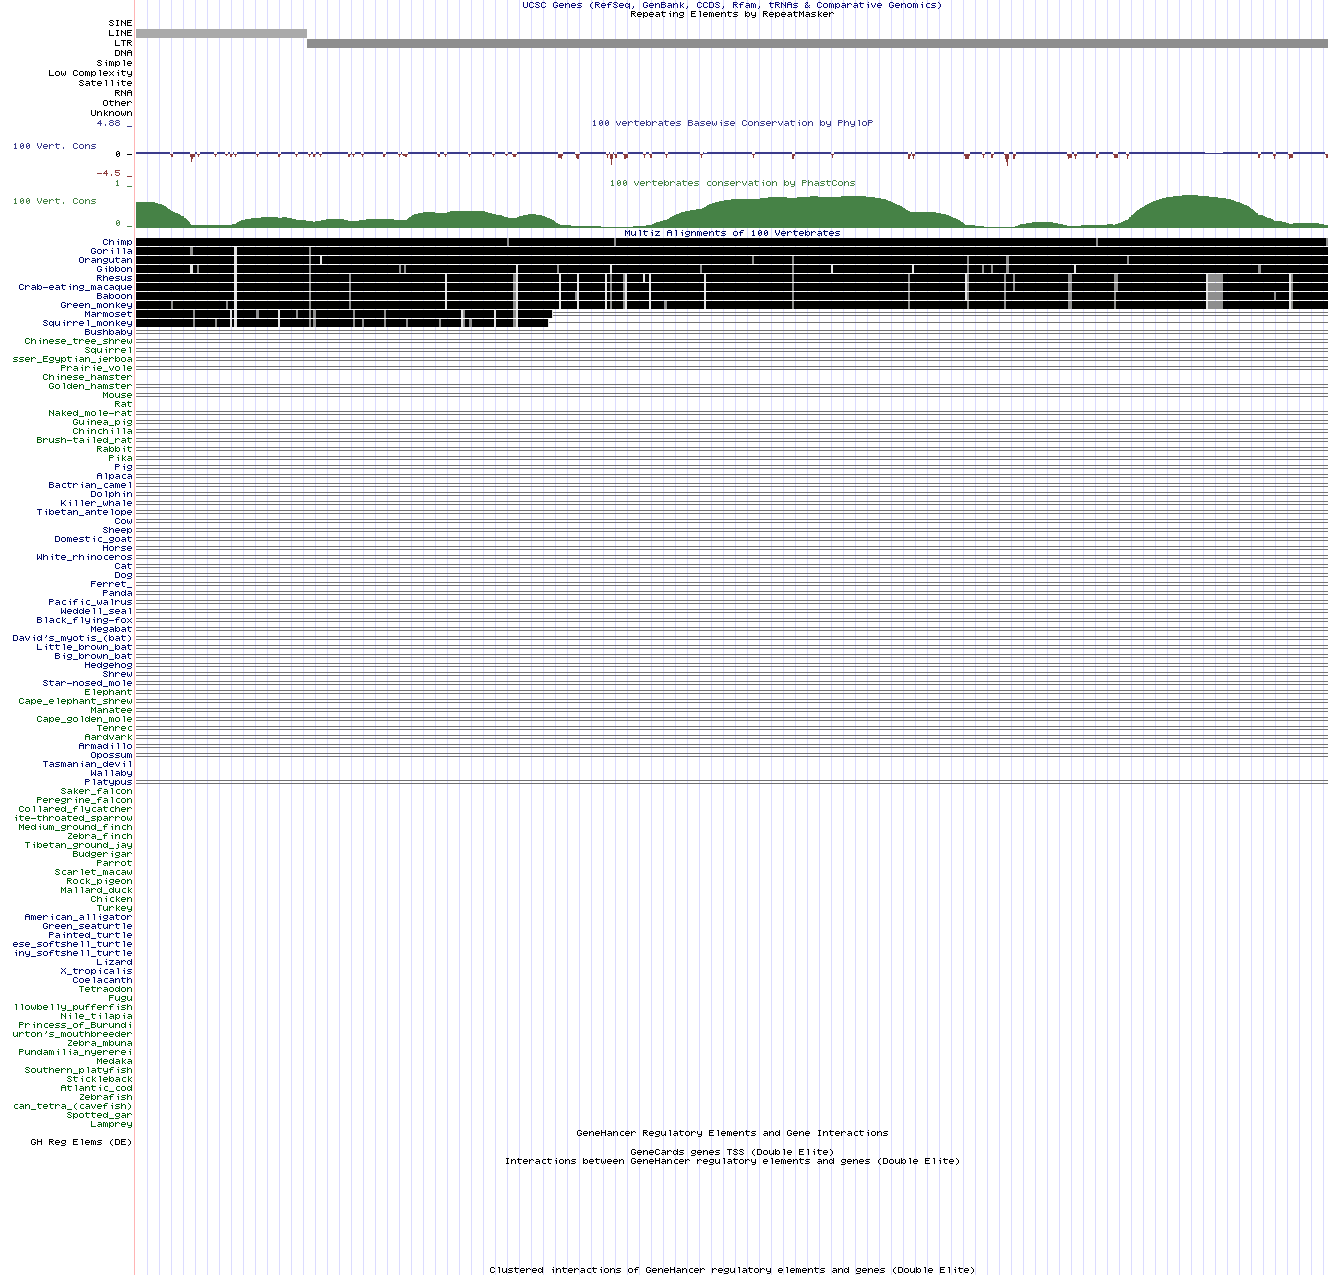 UCSC Genes (RefSeq, GenBank, CCDS, Rfam, tRNAs & Comparative Genomics)
Repeating Elements by RepeatMasker
SINE
LINE
LTR
DNA
Simple
Low Complexity
Satellite
RNA
Other
Unknown
4.88 _
100 vertebrates Basewise Conservation by PhyloP
100 Vert. Cons
0 _
-4.5 _
1 _
100 vertebrates conservation by PhastCons
100 Vert. Cons
0 _
Multiz Alignments of 100 Vertebrates
Chimp
Gorilla
Orangutan
Gibbon
Rhesus
Crab-eating_macaque
Baboon
Green_monkey
Marmoset
Squirrel_monkey
Bushbaby
Chinese_tree_shrew
Squirrel
sser_Egyptian_jerboa
Prairie_vole
Chinese_hamster
Golden_hamster
Mouse
Rat
Naked_mole-rat
Guinea_pig
Chinchilla
Brush-tailed_rat
Rabbit
Pika
Pig
Alpaca
Bactrian_camel
Dolphin
Killer_whale
Tibetan_antelope
Cow
Sheep
Domestic_goat
Horse
White_rhinoceros
Cat
Dog
Ferret_
Panda
Pacific_walrus
Weddell_seal
Black_flying-fox
Megabat
David's_myotis_(bat)
Little_brown_bat
Big_brown_bat
Hedgehog
Shrew
Star-nosed_mole
Elephant
Cape_elephant_shrew
Manatee
Cape_golden_mole
Tenrec
Aardvark
Armadillo
Opossum
Tasmanian_devil
Wallaby
Platypus
Saker_falcon
Peregrine_falcon
Collared_flycatcher
ite-throated_sparrow
Medium_ground_finch
Zebra_finch
Tibetan_ground_jay
Budgerigar
Parrot
Scarlet_macaw
Rock_pigeon
Mallard_duck
Chicken
Turkey
American_alligator
Green_seaturtle
Painted_turtle
ese_softshell_turtle
iny_softshell_turtle
Lizard
X_tropicalis
Coelacanth
Tetraodon
Fugu
llowbelly_pufferfish
Nile_tilapia
Princess_of_Burundi
urton's_mouthbreeder
Zebra_mbuna
Pundamilia_nyererei
Medaka
Southern_platyfish
Stickleback
Atlantic_cod
Zebrafish
can_tetra_(cavefish)
Spotted_gar
Lamprey
GeneHancer Regulatory Elements and Gene Interactions
GH Reg Elems (DE)
GeneCards genes TSS (Double Elite)
Interactions between GeneHancer regulatory elements and genes (Double Elite)
Clustered interactions of GeneHancer regulatory elements and genes (Double Elite)